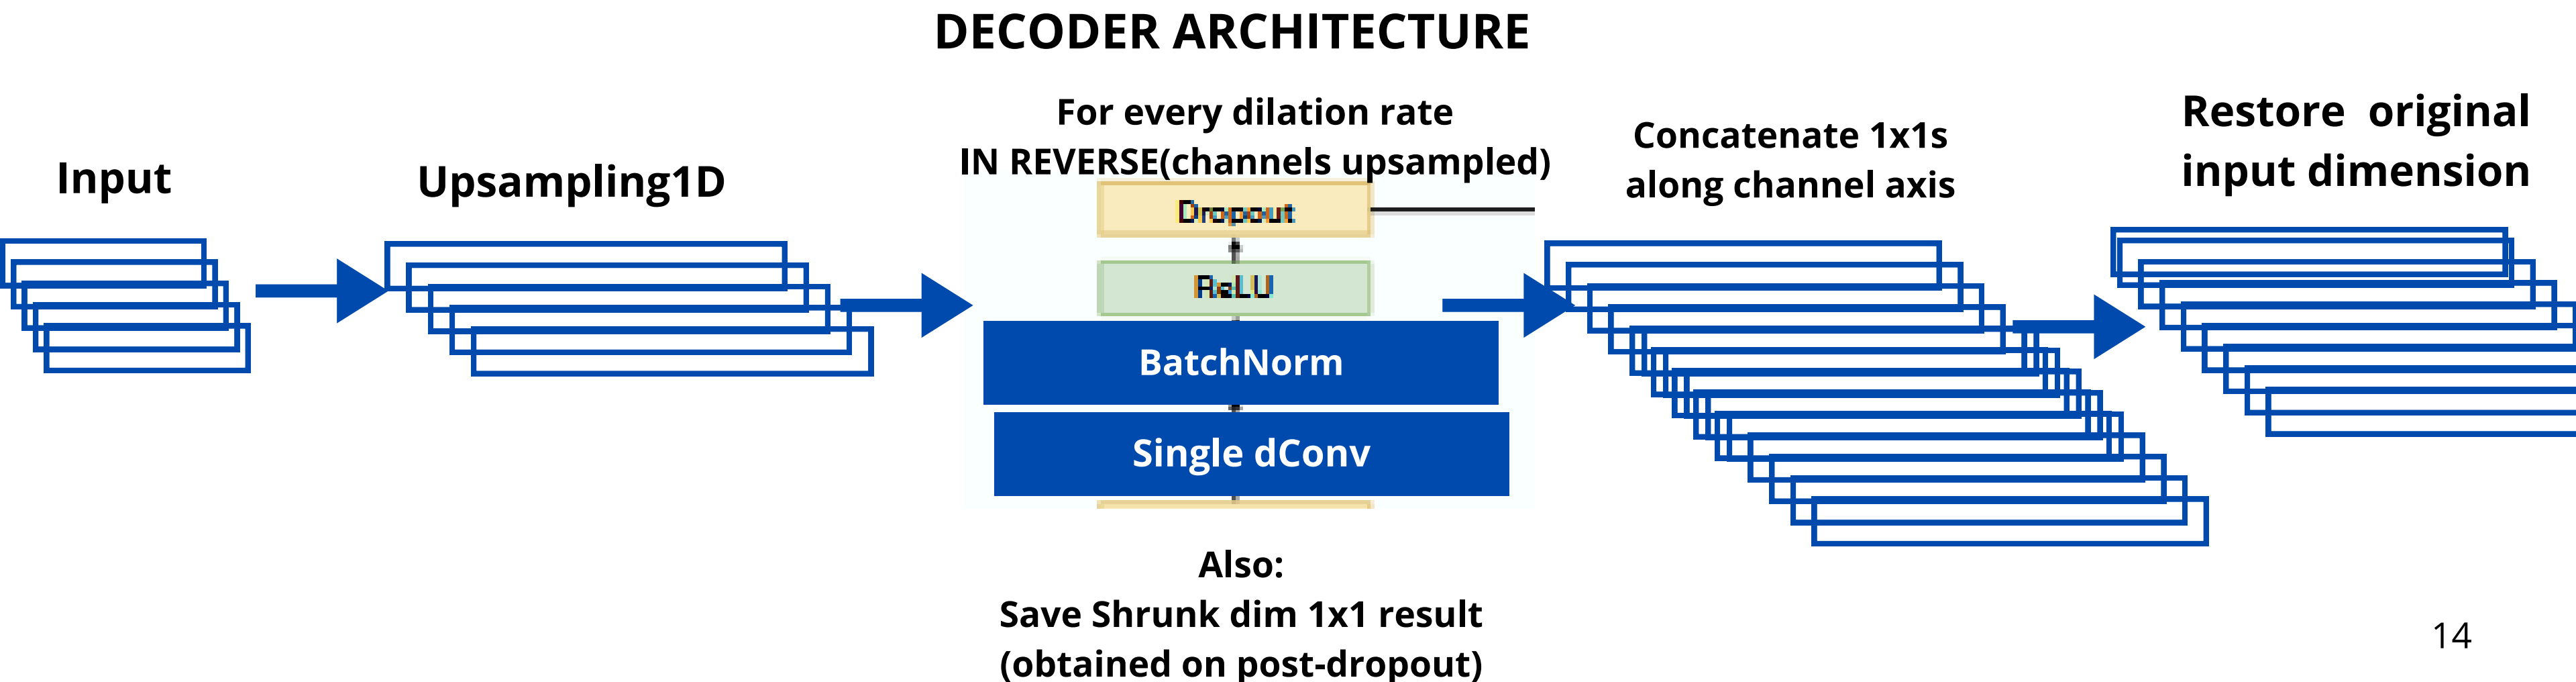 DECODER ARCHITECTURE
Input
Upsampling1D
For every dilation rate
IN REVERSE(channels upsampled)
Dropout
ReLU
BatchNorm
Single dConv
Also:
Save Shrunk dim 1x1 result
(obtained on post-dropout)
Concatenate 1x1s
along channel axis
Restore original
input dimension
14